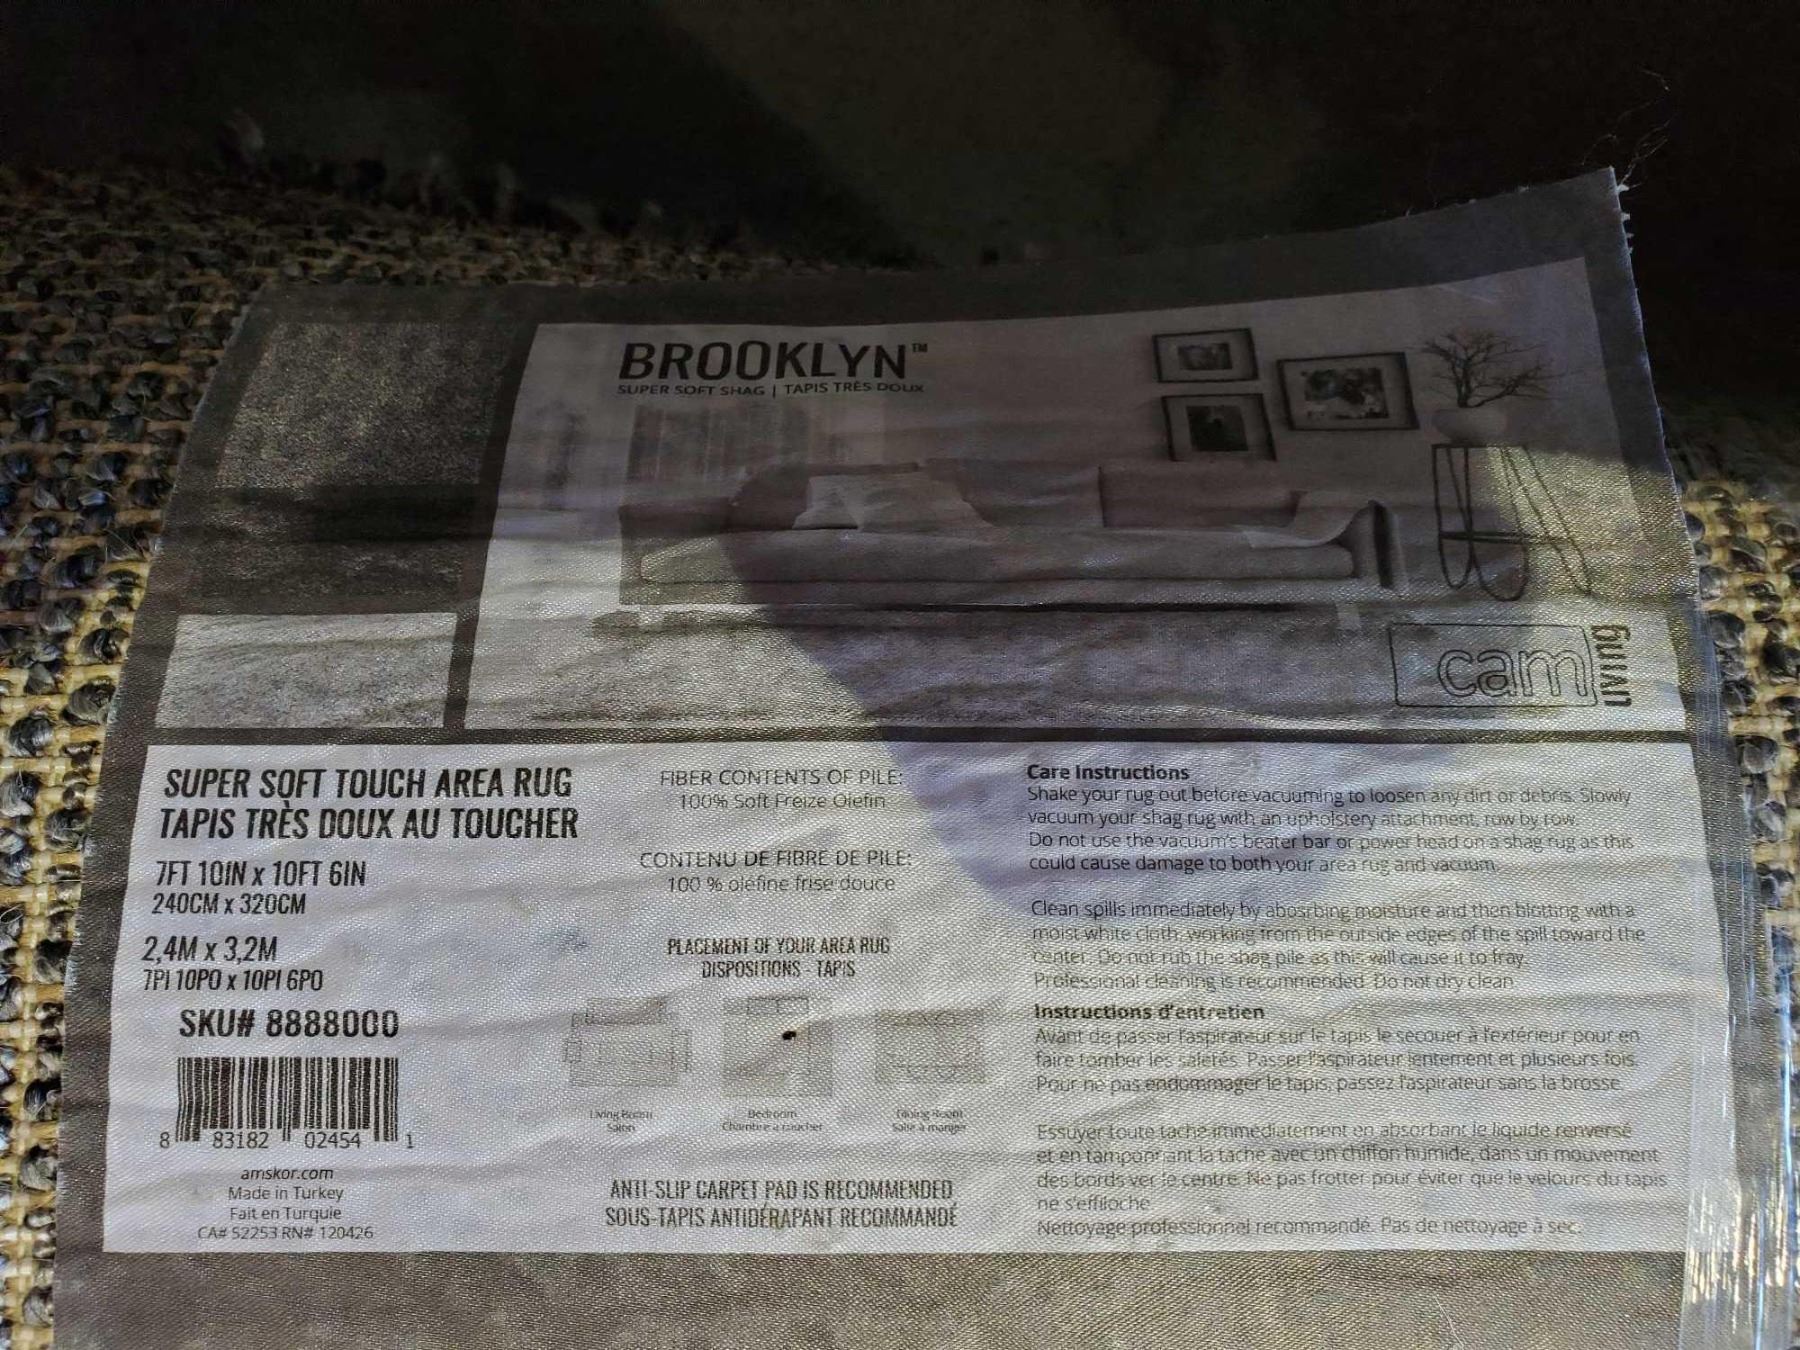 BROOKLYN™
SUPER SOFT SHAG | TAPIS TRÈS DOUX
cam
living
SUPER SOFT TOUCH AREA RUG
TAPIS TRÈS DOUX AU TOUCHER
7FT 10IN x 10FT 6IN
240CM x 320CM
2,4M x 3,2M
7PI 10PO x 10PI 6PO
SKU# 8888000
8 83182 02454 1
amskor.com
Made in Turkey
Fait en Turquie
CA# 52253 RN# 120426
FIBER CONTENTS OF PILE:
100% Soft Freize Olefin
CONTENU DE FIBRE DE PILE:
100 % oléfine frise douce
PLACEMENT OF YOUR AREA RUG
DISPOSITIONS - TAPIS
Living Room
Salon
Bedroom
Chambre a coucher
Dining Room
Salle à manger
ANTI-SLIP CARPET PAD IS RECOMMENDED
SOUS-TAPIS ANTIDÉRAPANT RECOMMANDÉ
Care Instructions
Shake your rug out before vacuuming to loosen any dirt or debris. Slowly
vacuum your shag rug with an upholstery attachment, row by row.
Do not use the vacuum's beater bar or power head on a shag rug as this
could cause damage to both your area rug and vacuum.
Clean spills immediately by abosrbing moisture and then blotting with a
moist white cloth, working from the outside edges of the spill toward the
center. Do not rub the shag pile as this will cause it to fray.
Professional cleaning is recommended. Do not dry clean.
Instructions d'entretien
Avant de passer l'aspirateur sur le tapis le secouer à l'extérieur pour en
faire tomber les saletés. Passer l'aspirateur lentement et plusieurs fois.
Pour ne pas endommager le tapis, passez l'aspirateur sans la brosse.
Essuyer toute tache immédiatement en absorbant le liquide renversé
et en tamponnant la tache avec un chiffon humide, dans un mouvement
des bords ver le centre. Ne pas frotter pour éviter que le velours du tapis
ne s'effiloche.
Nettoyage professionnel recommandé. Pas de nettoyage à sec.